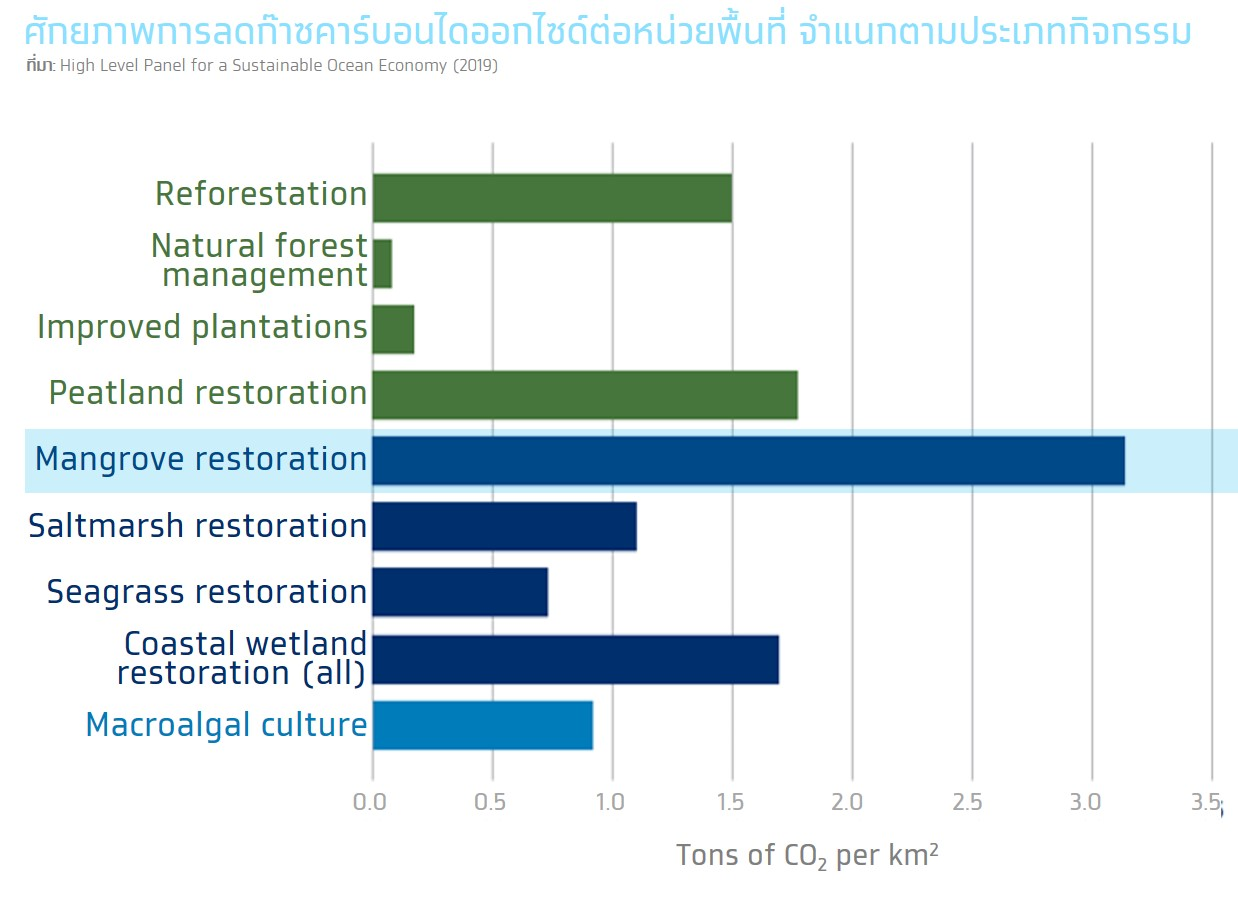 ศักยภาพการลดก๊าซคาร์บอนไดออกไซด์ต่อหน่วยพื้นที่ จำแนกตามประเภทกิจกรรม
ที่มา: High Level Panel for a Sustainable Ocean Economy (2019)
Reforestation
Natural forest
management
Improved plantations
Peatland restoration
Mangrove restoration
Saltmarsh restoration
Seagrass restoration
Coastal wetland
restoration (all)
Macroalgal culture
0.0 0.5 1.0 1.5 2.0 2.5 3.0 3.5
Tons of CO₂ per km²